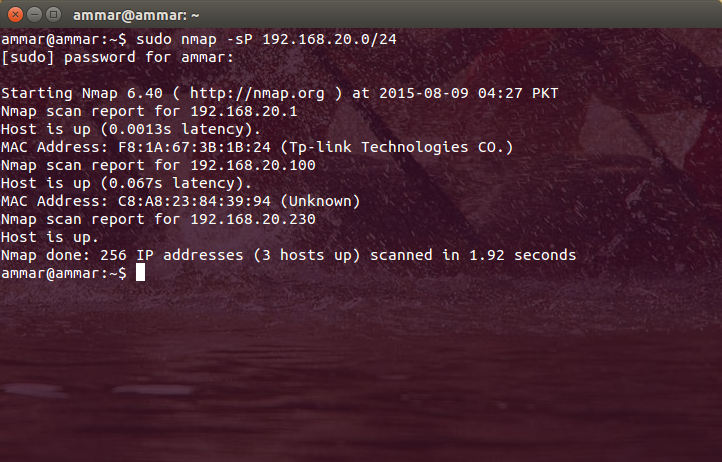 ammar@ammar: ~
ammar@ammar:~$ sudo nmap -sP 192.168.20.0/24
[sudo] password for ammar:
Starting Nmap 6.40 ( http://nmap.org ) at 2015-08-09 04:27 PKT
Nmap scan report for 192.168.20.1
Host is up (0.0013s latency).
MAC Address: F8:1A:67:3B:1B:24 (Tp-link Technologies CO.)
Nmap scan report for 192.168.20.100
Host is up (0.067s latency).
MAC Address: C8:A8:23:84:39:94 (Unknown)
Nmap scan report for 192.168.20.230
Host is up.
Nmap done: 256 IP addresses (3 hosts up) scanned in 1.92 seconds
ammar@ammar:~$